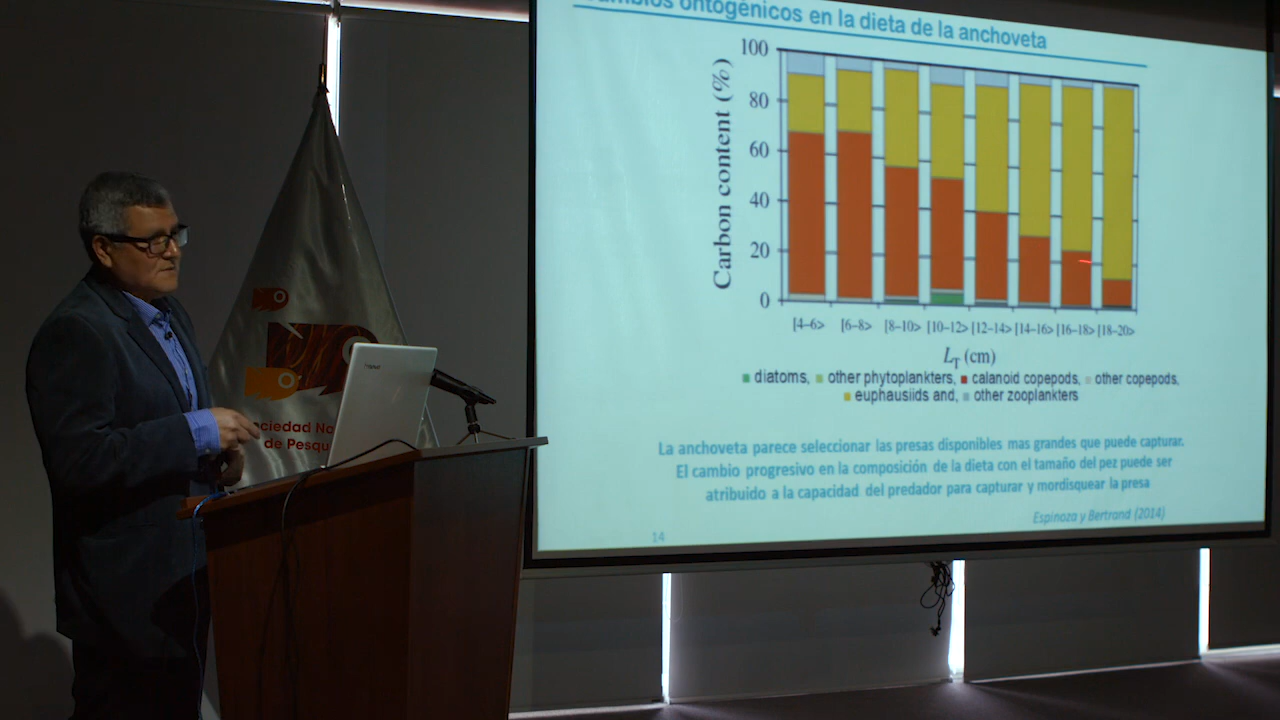 ontogénicos en la dieta de la anchoveta
100
80
60
40
20
0
Carbon content (%)
[4–6> [6–8> [8–10> [10–12> [12–14> [14–16> [16–18> [18–20>
LT (cm)
diatoms, other phytoplankters, calanoid copepods, other copepods,
euphausiids and, other zooplankters
La anchoveta parece seleccionar las presas disponibles mas grandes que puede capturar.
El cambio progresivo en la composición de la dieta con el tamaño del pez puede ser
atribuido a la capacidad del predador para capturar y mordisquear la presa
Espinoza y Bertrand (2014)
14
ciedad Na
de Pesqu